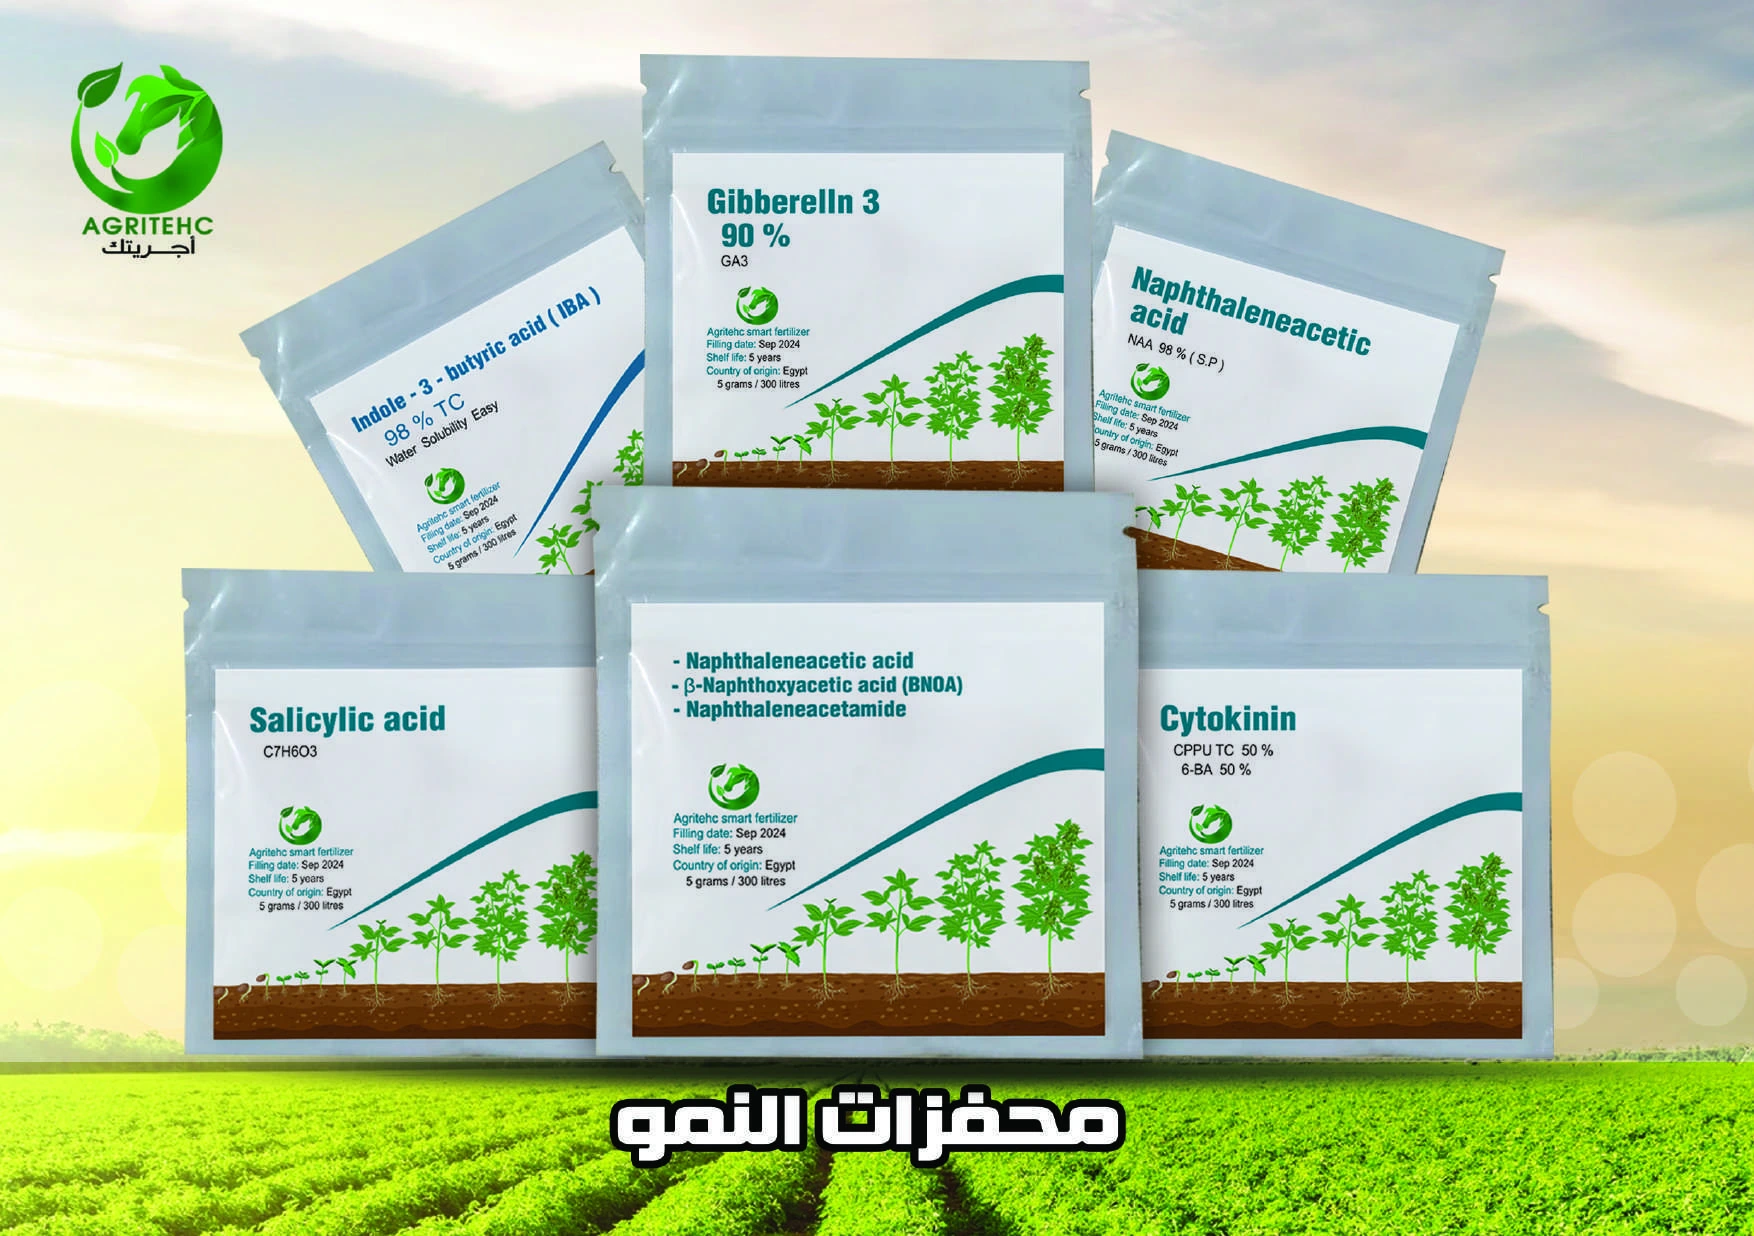 AGRITEHC
أجريتك
Gibberelln 3
90 %
GA3
Agritehc smart fertilizer
Filling date: Sep 2024
Shelf life: 5 years
Country of origin: Egypt
5 grams / 300 litres
Indole - 3 - butyric acid ( IBA )
98 % TC
Water Solubility Easy
Agritehc smart fertilizer
Filling date: Sep 2024
Shelf life: 5 years
Country of origin: Egypt
5 grams / 300 litres
Naphthaleneacetic
acid
NAA 98 % ( S.P )
Agritehc smart fertilizer
Filling date: Sep 2024
Shelf life: 5 years
ountry of origin: Egypt
5 grams / 300 litres
Salicylic acid
C7H6O3
Agritehc smart fertilizer
Filling date: Sep 2024
Shelf life: 5 years
Country of origin: Egypt
5 grams / 300 litres
- Naphthaleneacetic acid
- β-Naphthoxyacetic acid (BNOA)
- Naphthaleneacetamide
Agritehc smart fertilizer
Filling date: Sep 2024
Shelf life: 5 years
Country of origin: Egypt
5 grams / 300 litres
Cytokinin
CPPU TC 50 %
6-BA 50 %
Agritehc smart fertilizer
Filling date: Sep 2024
Shelf life: 5 years
Country of origin: Egypt
5 grams / 300 litres
محفزات النمو